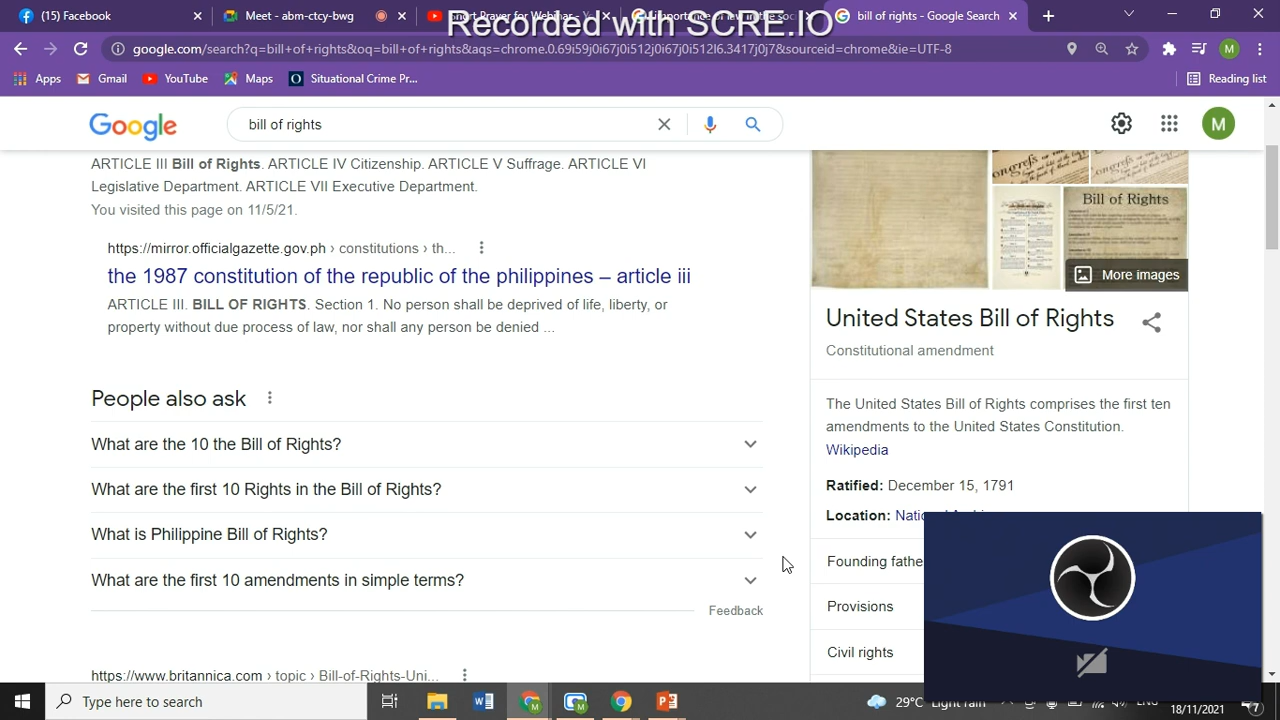 (15) Facebook
Meet - abm-cty-bwg
Short Prayer for Webinar - Y
bill of rights - Google Search
Recorded with SCRE.IO
google.com/search?q=bill+of+rights&oq=bill+of+rights&aqs=chrome.0.69i59j0i67j0i512j0i67j0i512l6.3417j0j7&sourceid=chrome&ie=UTF-8
M
Apps
Gmail
YouTube
Maps
Situational Crime Pr...
Reading list
Google
bill of rights
M
ARTICLE III Bill of Rights. ARTICLE IV Citizenship. ARTICLE V Suffrage. ARTICLE VI
Legislative Department. ARTICLE VII Executive Department.
You visited this page on 11/5/21.
https://mirror.officialgazette.gov.ph › constitutions › th...
the 1987 constitution of the republic of the philippines – article iii
ARTICLE III. BILL OF RIGHTS. Section 1. No person shall be deprived of life, liberty, or
property without due process of law, nor shall any person be denied ...
People also ask
What are the 10 the Bill of Rights?
What are the first 10 Rights in the Bill of Rights?
What is Philippine Bill of Rights?
What are the first 10 amendments in simple terms?
Feedback
https://www.britannica.com › topic › Bill-of-Rights-Uni...
Bill of Rights
More images
United States Bill of Rights
Constitutional amendment
The United States Bill of Rights comprises the first ten
amendments to the United States Constitution.
Wikipedia
Ratified: December 15, 1791
Location:
Founding fathe
Provisions
Civil rights
Type here to search
29°C Light rain
ENG
18/11/2021
7